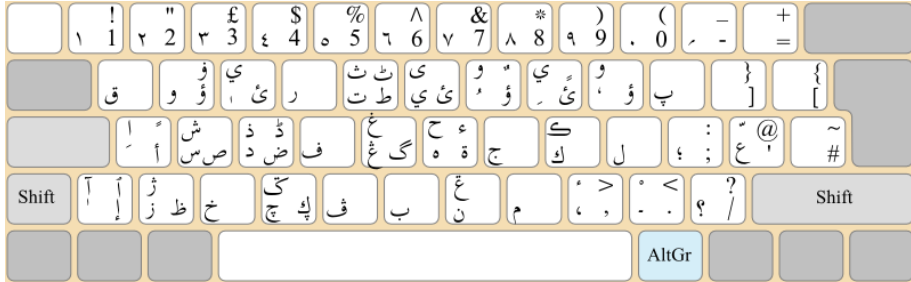 ! " £ $ % ^ & * ) ( _ +
١ 1 ٢ 2 ٣ 3 ٤ 4 ٥ 5 ٦ 6 ٧ 7 ٨ 8 ٩ 9 . 0 - =
ۏ ي ث ٹ ى و ي و } {
ق و ؤ ئ ر ت ط ي ئ ؤ ئ ؤ پ ] [
ا ش ذ ڈ غ ح ء ڪ : @ ~
أ س ص د ض ف ڠ گ ه ة ج ك ل ؛ ; ع ' #
Shift آ ٱ إ ژ ز ظ خ چ ڤ ب ن م > < ؟ ? / ، , . Shift
AltGr